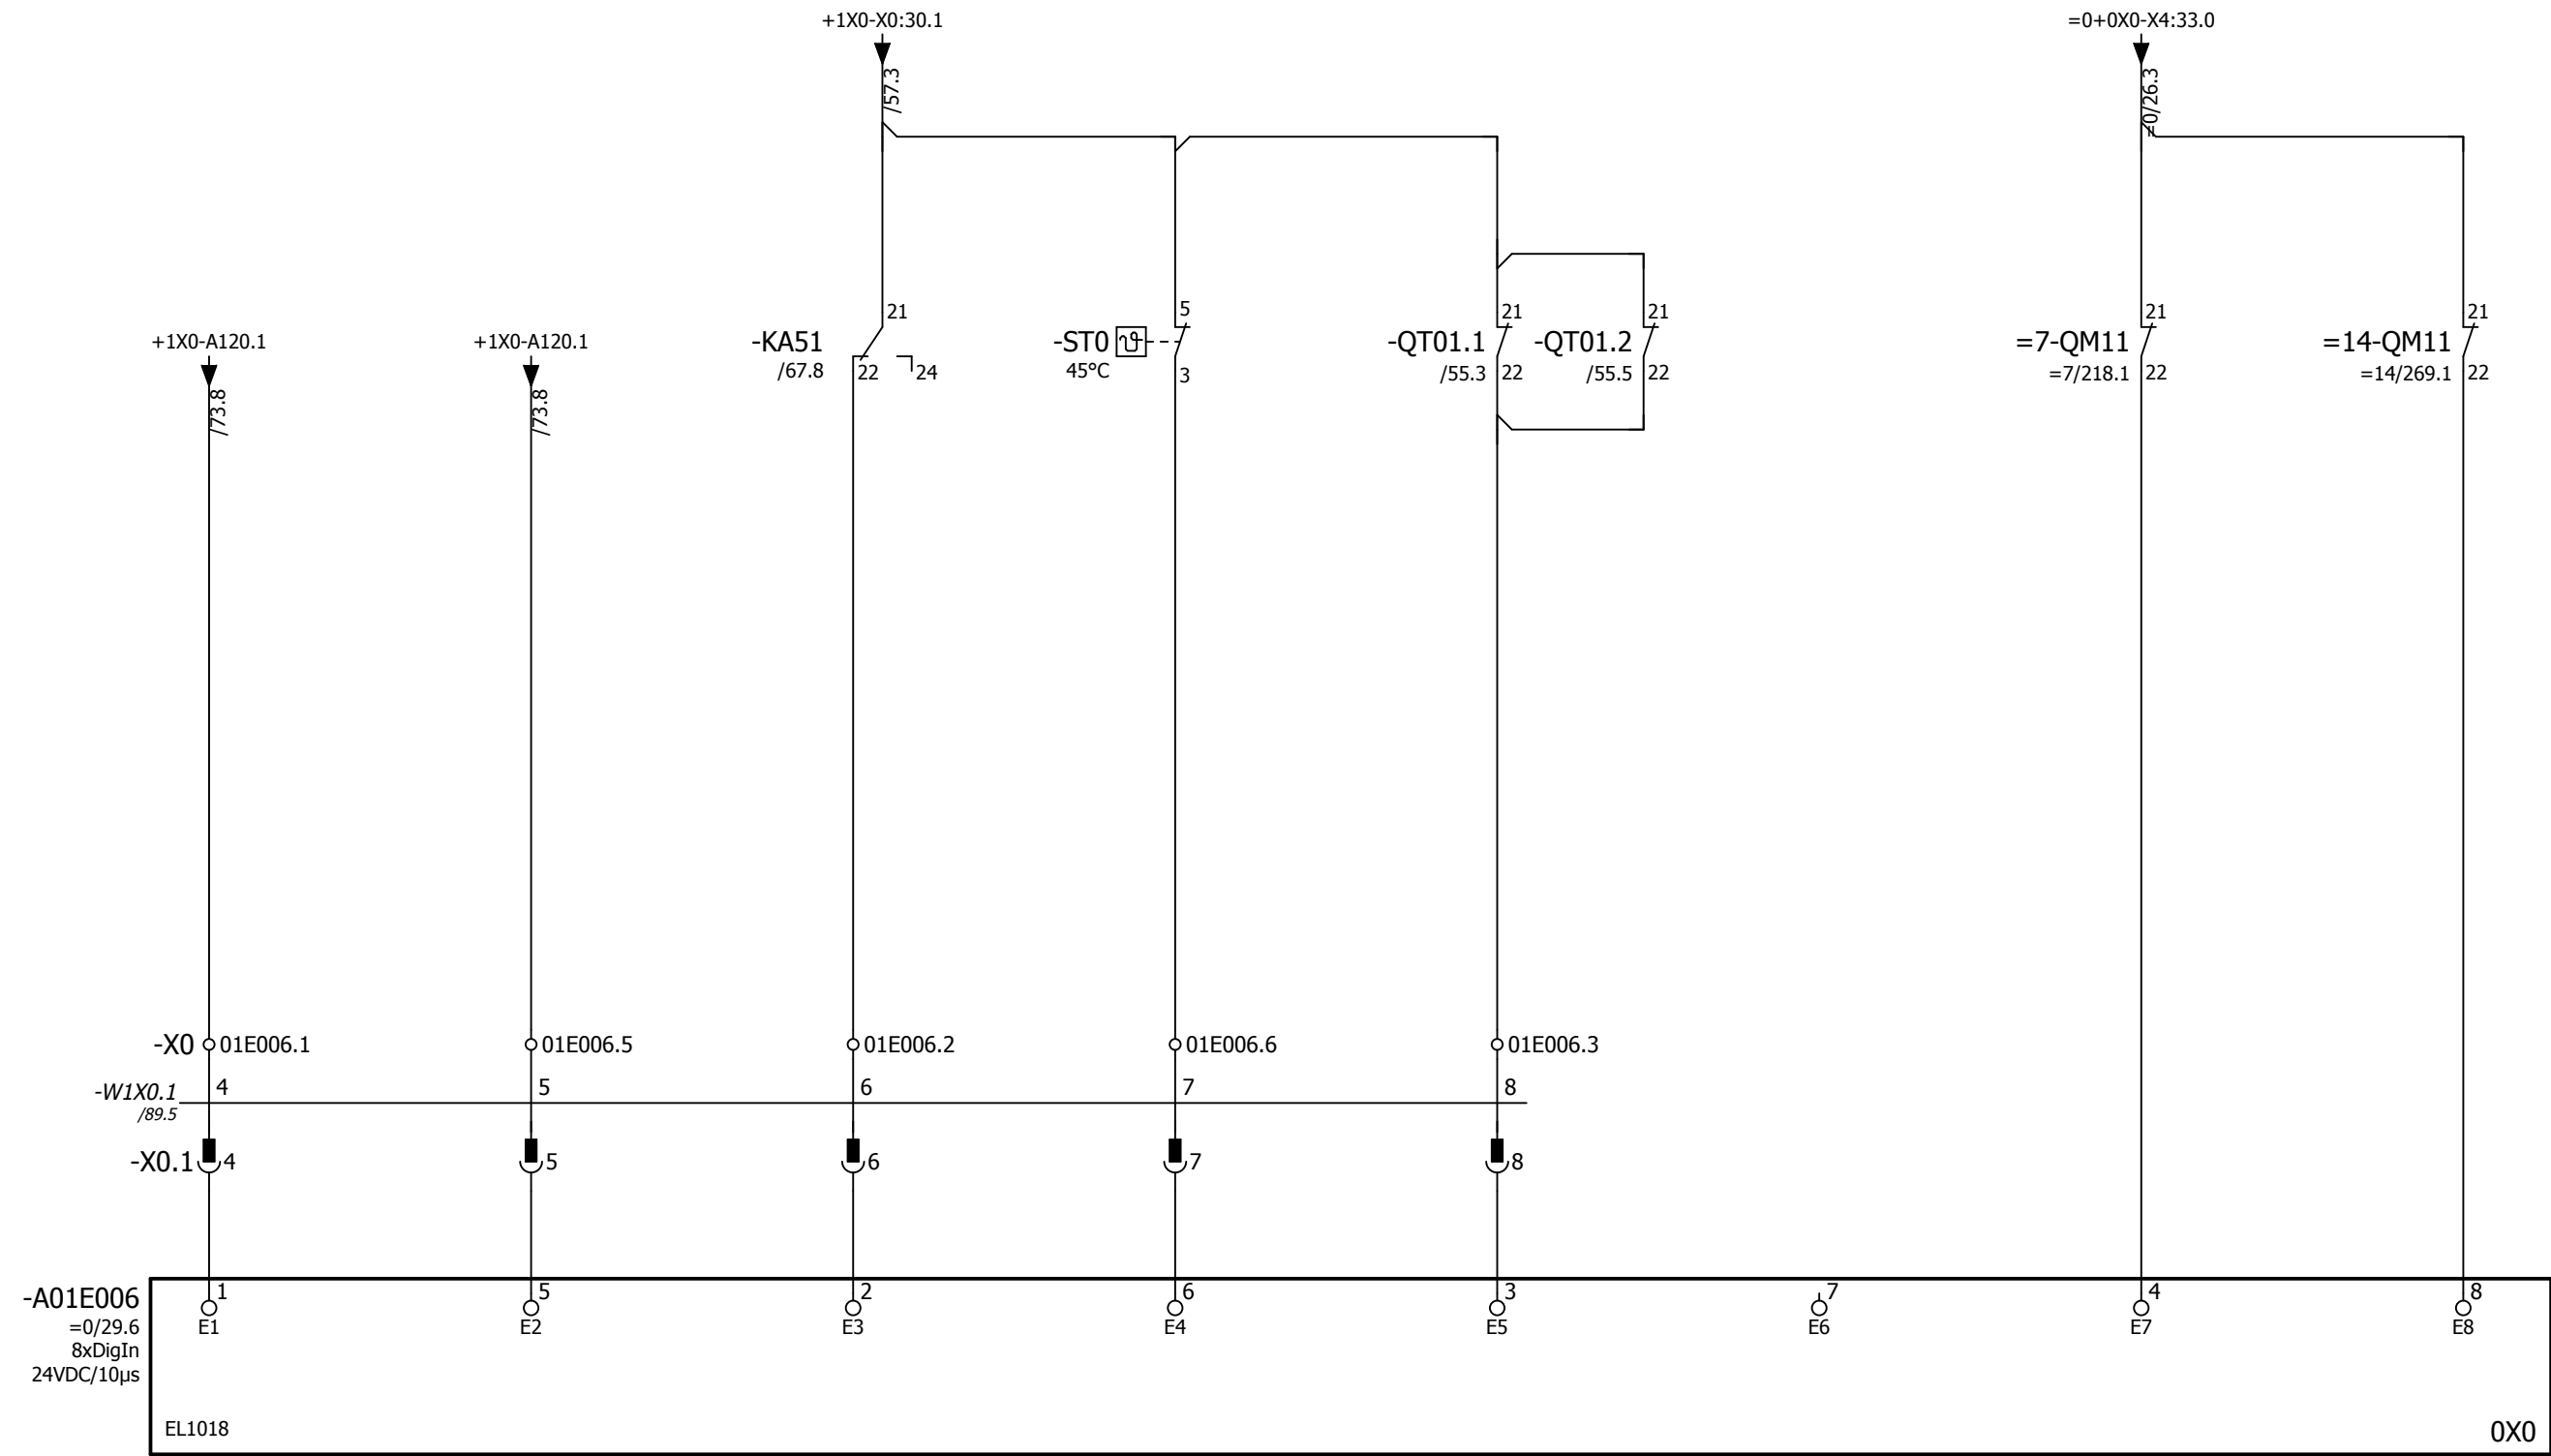 +1X0-X0:30.1
=0+0X0-X4:33.0
/57.3
=0/26.3
+1X0-A120.1
+1X0-A120.1
/73.8
/73.8
-KA51
/67.8
21
22
24
-ST0
45°C
5
3
-QT01.1
/55.3
21
22
-QT01.2
/55.5
21
22
=7-QM11
=7/218.1
21
22
=14-QM11
=14/269.1
21
22
-X0
01E006.1
01E006.5
01E006.2
01E006.6
01E006.3
-W1X0.1
/89.5
4
5
6
7
8
-X0.1
4
5
6
7
8
-A01E006
=0/29.6
8xDigIn
24VDC/10µs
1
5
2
6
3
7
4
8
E1
E2
E3
E4
E5
E6
E7
E8
EL1018
0X0